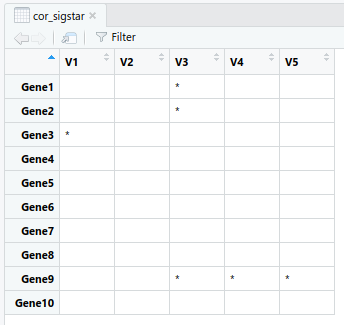 cor_sigstar
Filter
V1 V2 V3 V4 V5
Gene1 *
Gene2 *
Gene3 *
Gene4
Gene5
Gene6
Gene7
Gene8
Gene9 * * *
Gene10